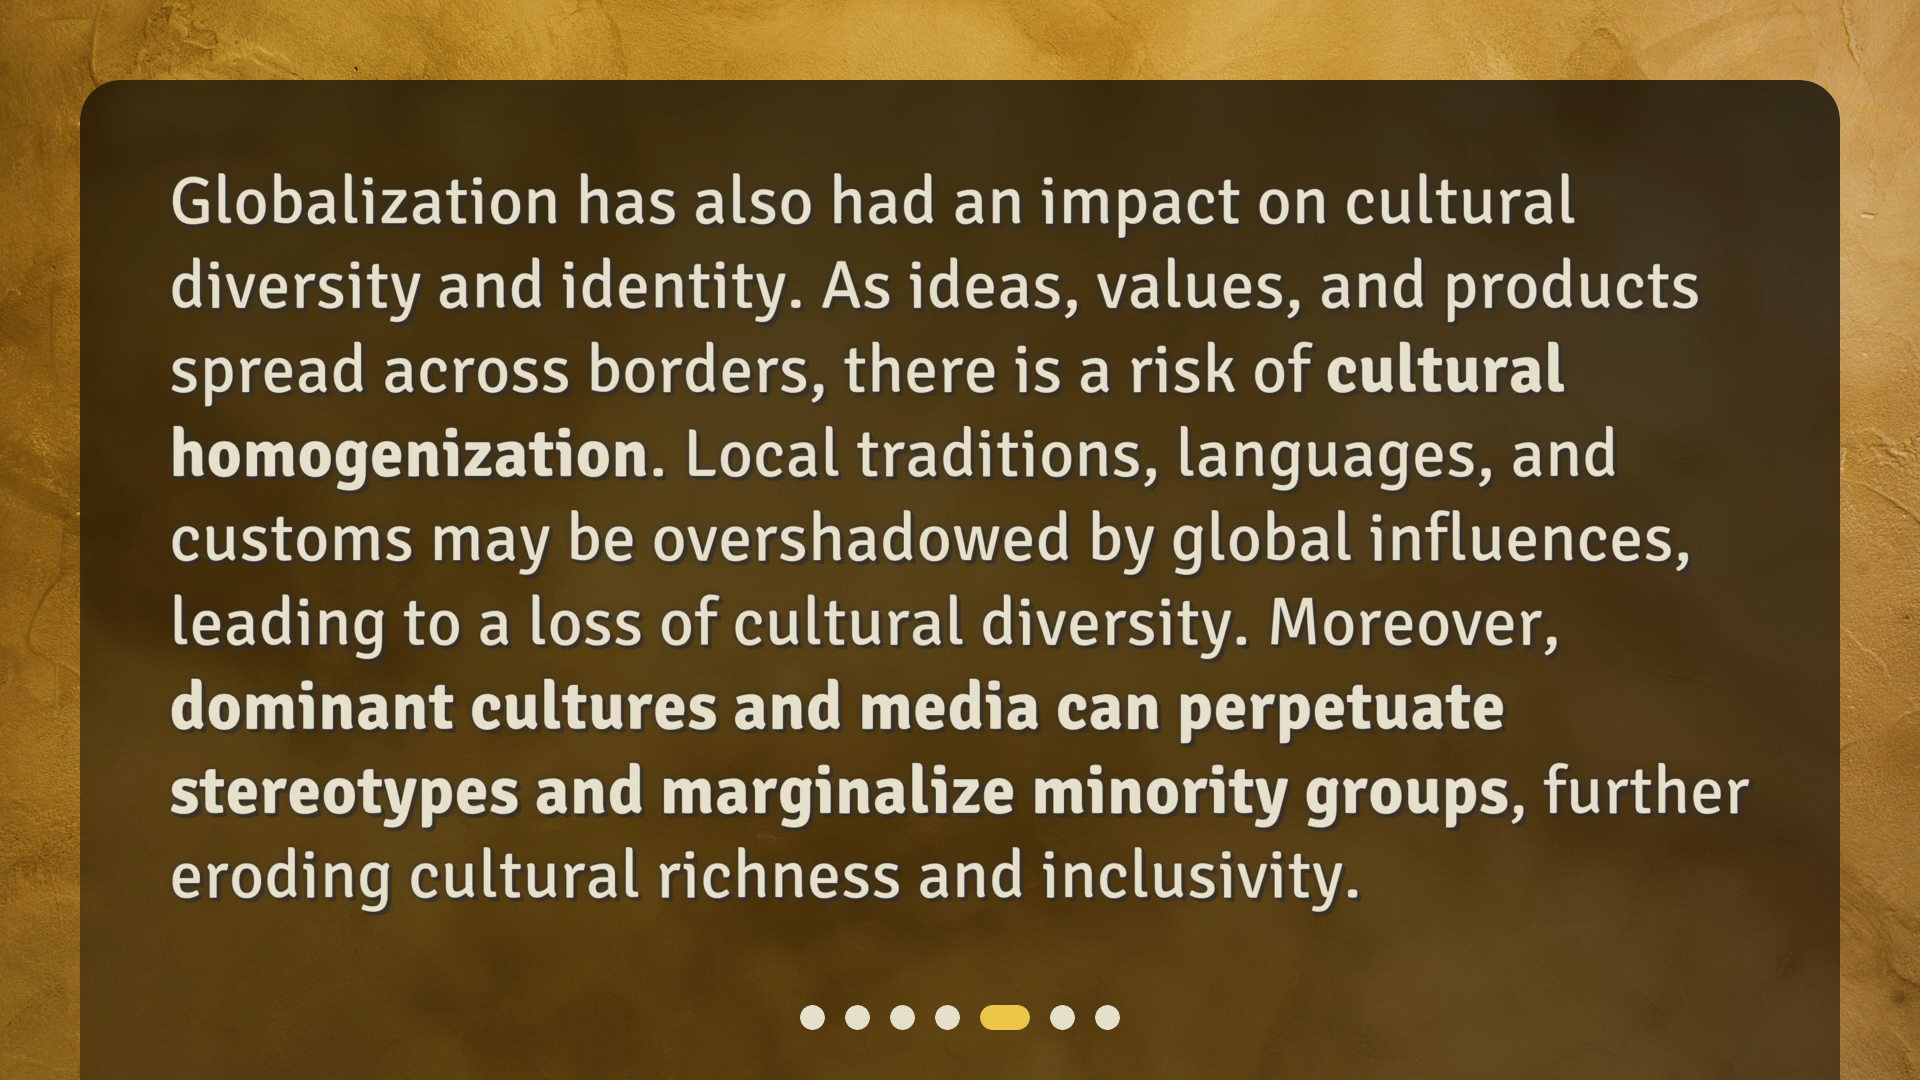 Globalization has also had an impact on cultural
diversity and identity. As ideas, values, and products
spread across borders, there is a risk of cultural
homogenization. Local traditions, languages, and
customs may be overshadowed by global influences,
leading to a loss of cultural diversity. Moreover,
dominant cultures and media can perpetuate
stereotypes and marginalize minority groups, further
eroding cultural richness and inclusivity.